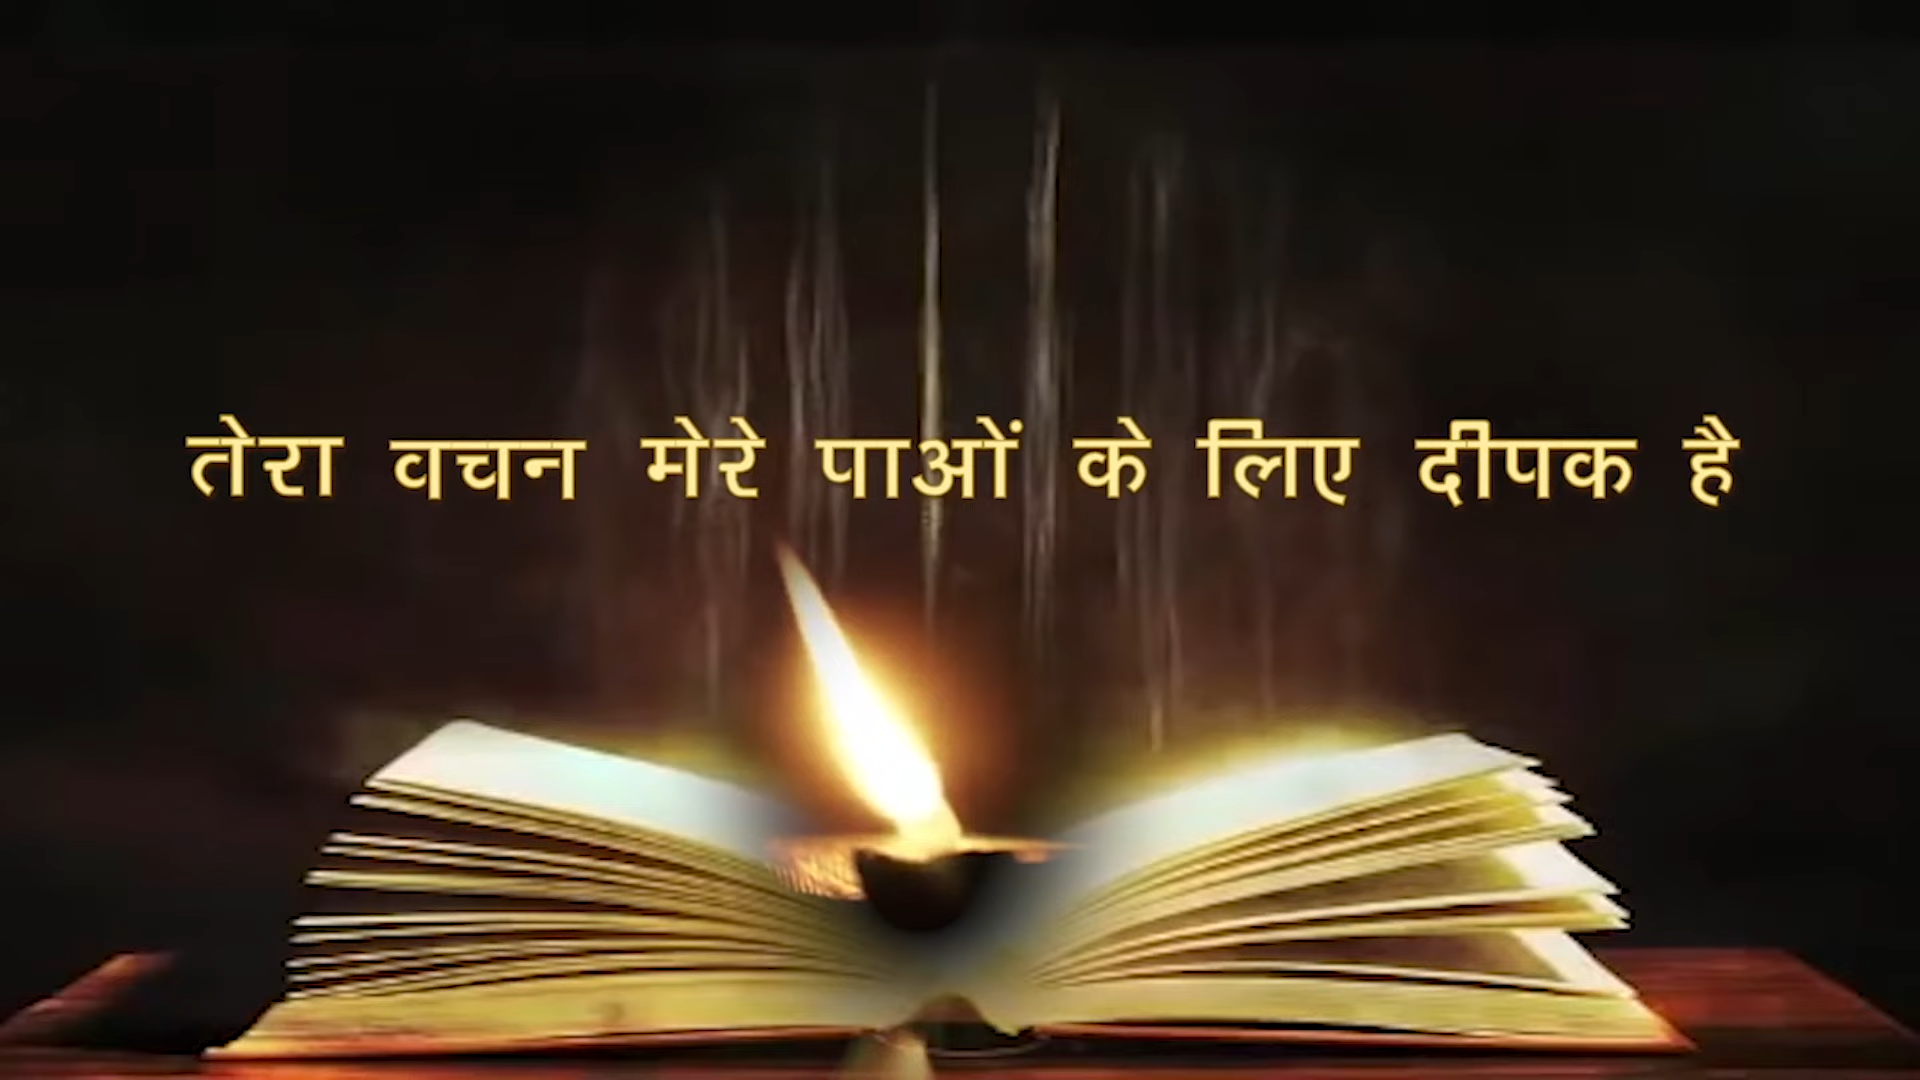 तेरा वचन मेरे पाओं के लिए दीपक है